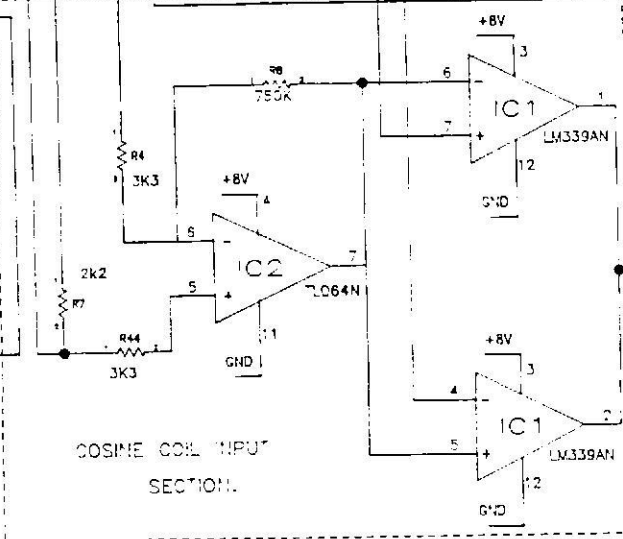 +8V
3
R8
1 2
750K
6 -
IC1
1
LM339AN
7 +
12
GND
R4
3K3
+8V
4
6 -
IC2
7
TL064N
5 +
11
GND
2k2
R7
R44
3K3
+8V
3
4 -
IC1
2
LM339AN
5 +
12
GND
COSINE COIL INPUT
SECTION.